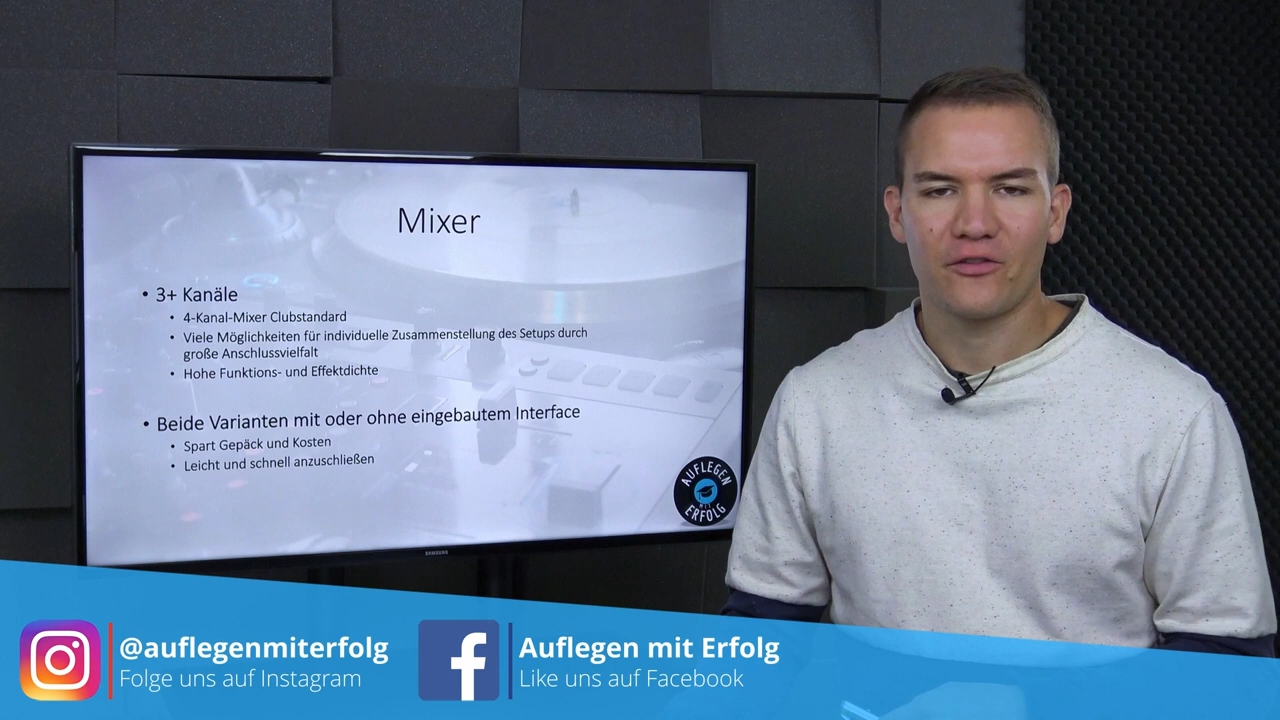 Mixer
• 3+ Kanäle
• 4-Kanal-Mixer Clubstandard
• Viele Möglichkeiten für individuelle Zusammenstellung des Setups durch
große Anschlussvielfalt
• Hohe Funktions- und Effektdichte
• Beide Varianten mit oder ohne eingebautem Interface
• Spart Gepäck und Kosten
• Leicht und schnell anzuschließen
AUFLEGEN
MIT
ERFOLG
SAMSUNG
@auflegenmiterfolg
Folge uns auf Instagram
f
Auflegen mit Erfolg
Like uns auf Facebook